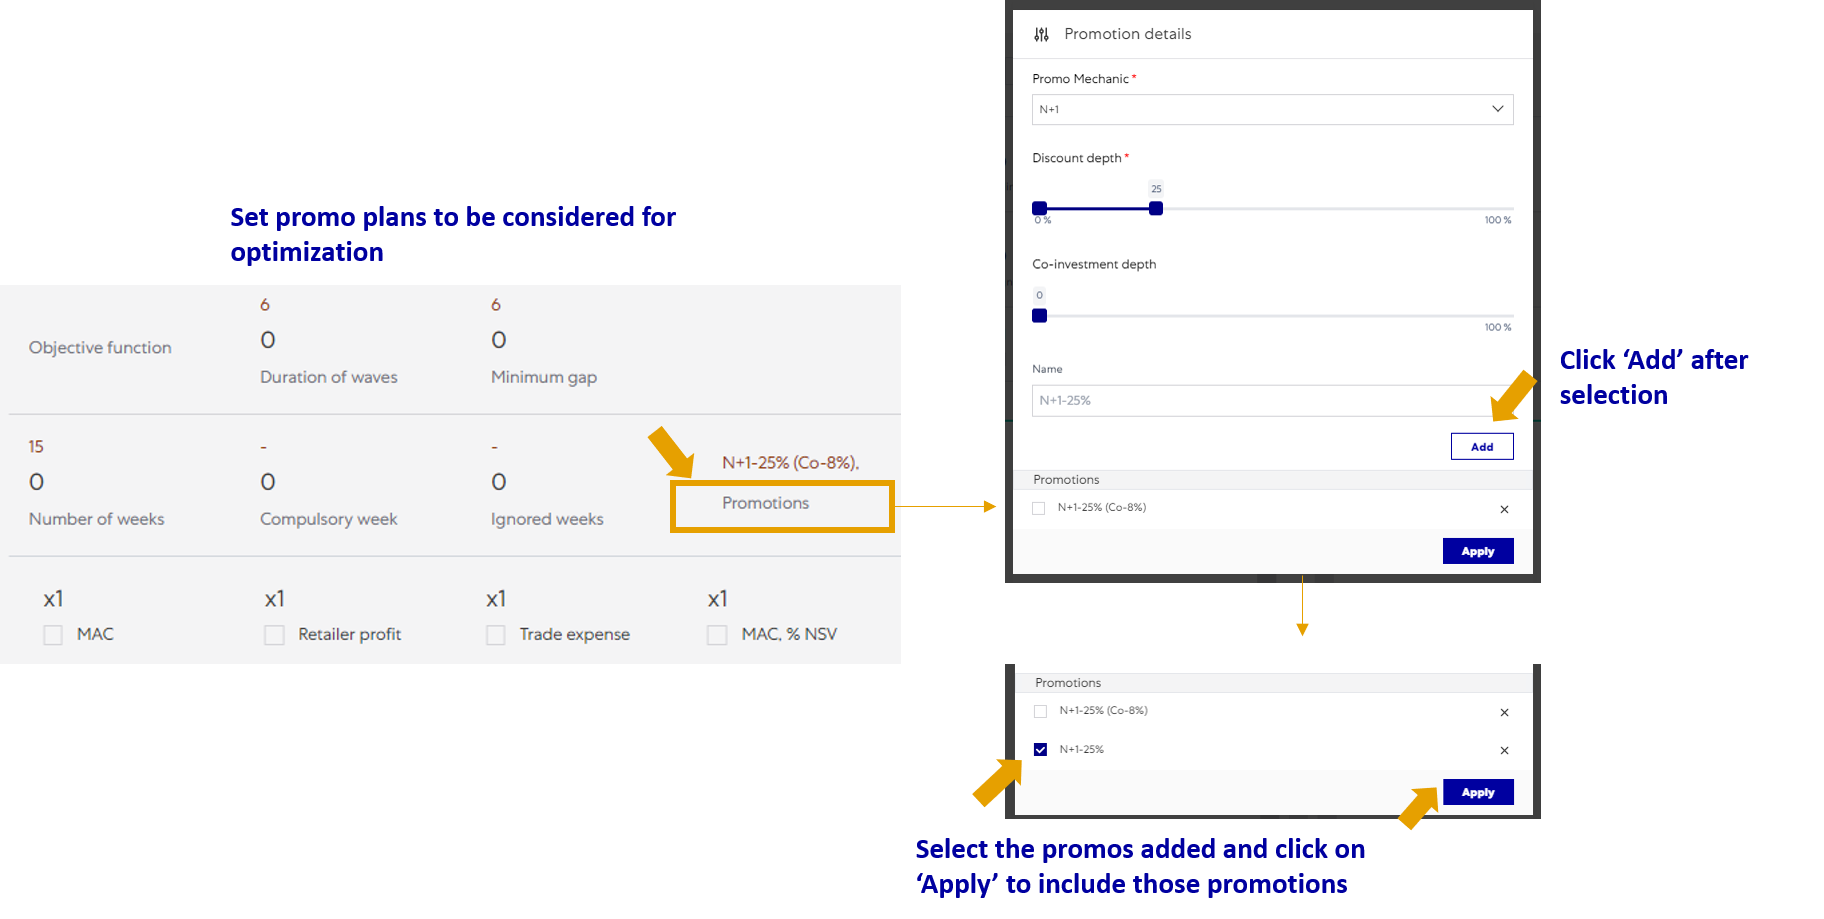 Set promo plans to be considered for
optimization
6
6
Objective function
0
0
Duration of waves
Minimum gap
15
-
-
N+1-25% (Co-8%),
0
0
0
Promotions
Number of weeks
Compulsory week
Ignored weeks
x1
x1
x1
x1
MAC
Retailer profit
Trade expense
MAC, % NSV
Promotion details
Promo Mechanic*
N+1
Discount depth*
25
0 %
100 %
Co-investment depth
0
100 %
Name
N+1-25%
Add
Promotions
N+1-25% (Co-8%)
Apply
Click ‘Add’ after
selection
Promotions
N+1-25% (Co-8%)
N+1-25%
Apply
Select the promos added and click on
‘Apply’ to include those promotions